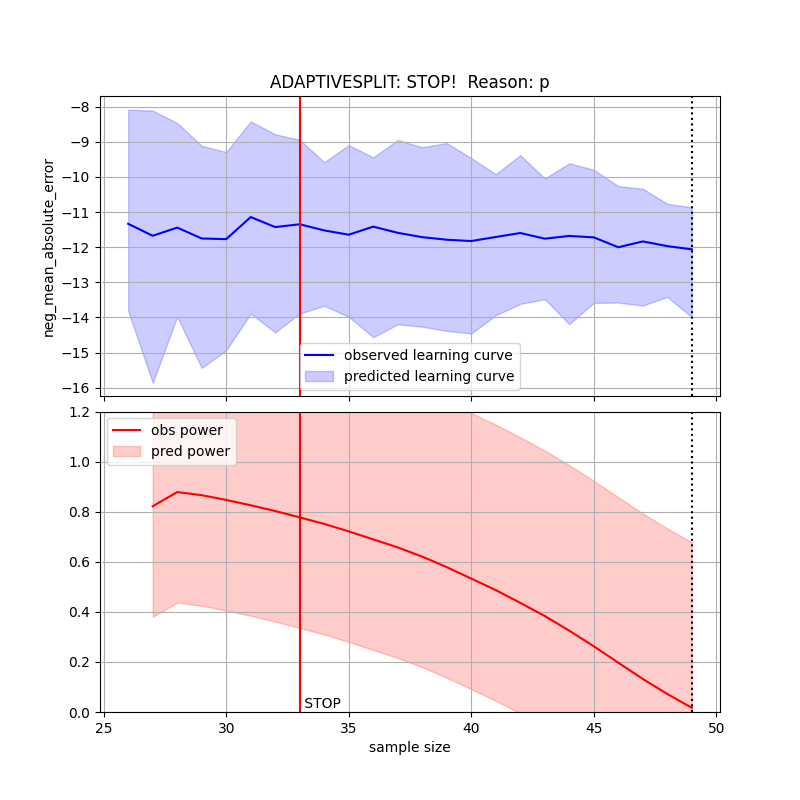 ADAPTIVESPLIT: STOP!  Reason: p
−8
−9
−10
−11
−12
−13
−14
−15
−16
neg_mean_absolute_error
observed learning curve
predicted learning curve
1.2
1.0
0.8
0.6
0.4
0.2
0.0
obs power
pred power
STOP
25
30
35
40
45
50
sample size